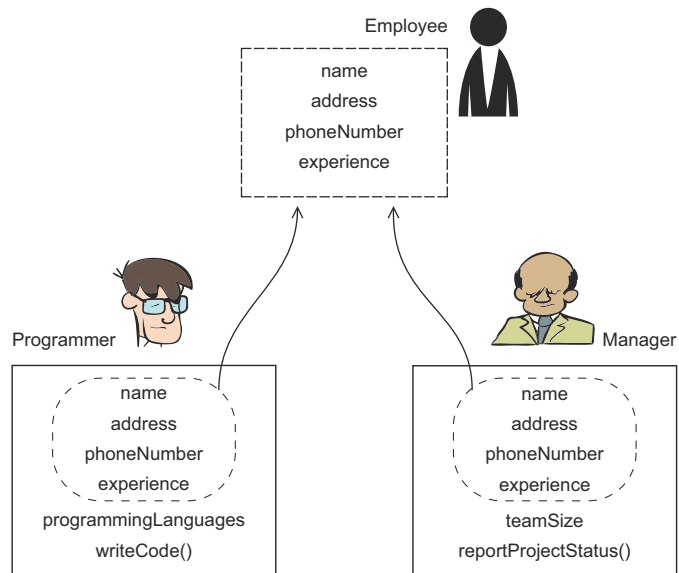 Employee
name
address
phoneNumber
experience
Programmer
name
address
phoneNumber
experience
programmingLanguages
writeCode()
Manager
name
address
phoneNumber
experience
teamSize
reportProjectStatus()